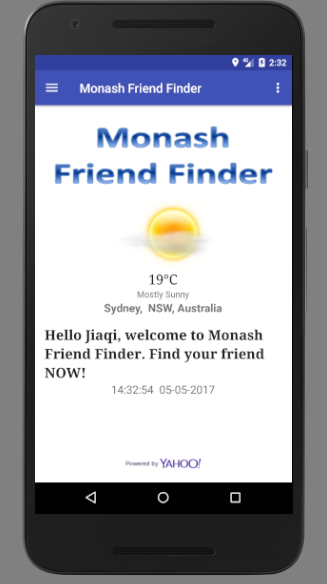 2:32
Monash Friend Finder
Monash
Friend Finder
19°C
Mostly Sunny
Sydney, NSW, Australia
Hello Jiaqi, welcome to Monash
Friend Finder. Find your friend
NOW!
14:32:54 05-05-2017
Powered by YAHOO!